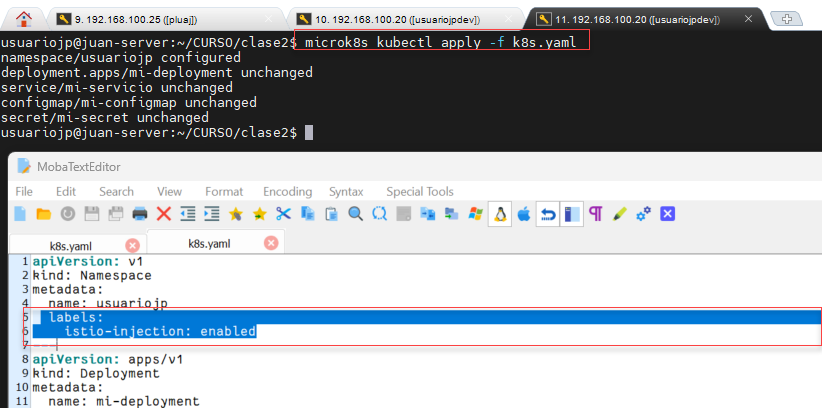 9. 192.168.100.25 ([pluaj])
10. 192.168.100.20 ([usuariojpdev])
11. 192.168.100.20 ([usuariojpdev])
usuariojp@juan-server:~/CURSO/clase2$ microk8s kubectl apply -f k8s.yaml
namespace/usuariojp configured
deployment.apps/mi-deployment unchanged
service/mi-servicio unchanged
configmap/mi-configmap unchanged
secret/mi-secret unchanged
usuariojp@juan-server:~/CURSO/clase2$
MobaTextEditor
File Edit Search View Format Encoding Syntax Special Tools
k8s.yaml
k8s.yaml
1 apiVersion: v1
2 kind: Namespace
3 metadata:
4 name: usuariojp
5 labels:
6 istio-injection: enabled
7
8 apiVersion: apps/v1
9 kind: Deployment
10 metadata:
11 name: mi-deployment